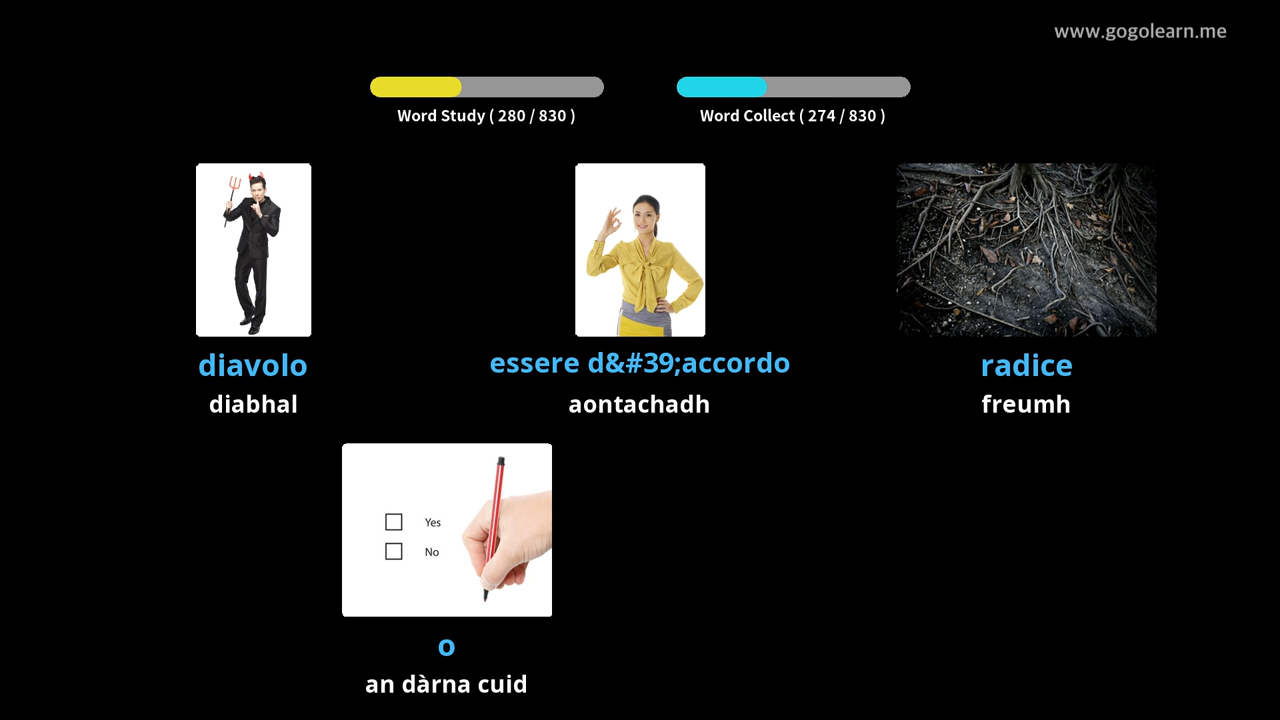 www.gogolearn.me
Word Study ( 280 / 830 )
Word Collect ( 274 / 830 )
diavolo
diabhal
essere d&#39;accordo
aontachadh
radice
freumh
Yes
No
o
an dàrna cuid